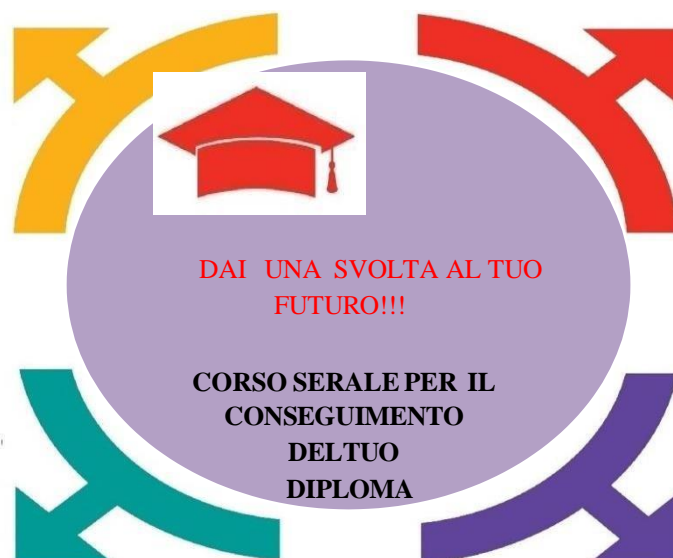 DAI UNA SVOLTA AL TUO
FUTURO!!!
CORSO SERALE PER IL
CONSEGUIMENTO
DELTUO
DIPLOMA